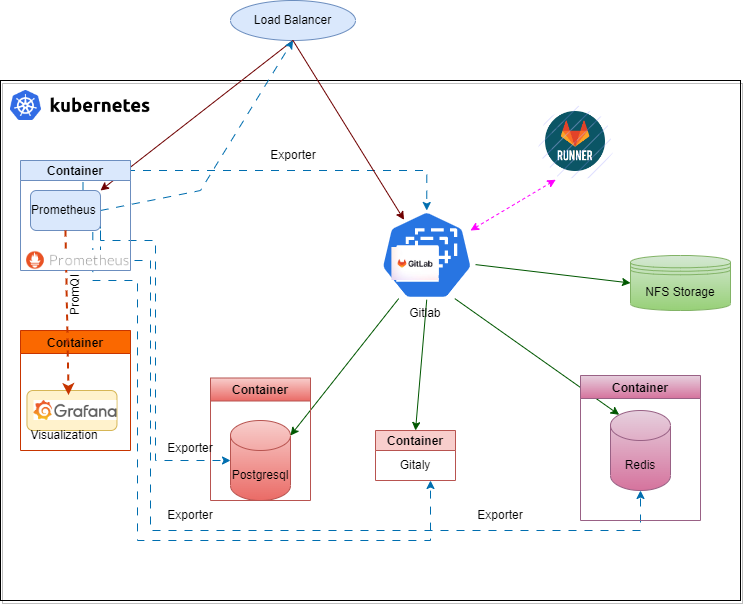 Load Balancer
kubernetes
Exporter
RUNNER
Container
Prometheus
Prometheus
GitLab
Gitlab
NFS Storage
PromQl
Container
Grafana
Visualization
Container
Postgresql
Exporter
Container
Gitaly
Container
Redis
Exporter
Exporter